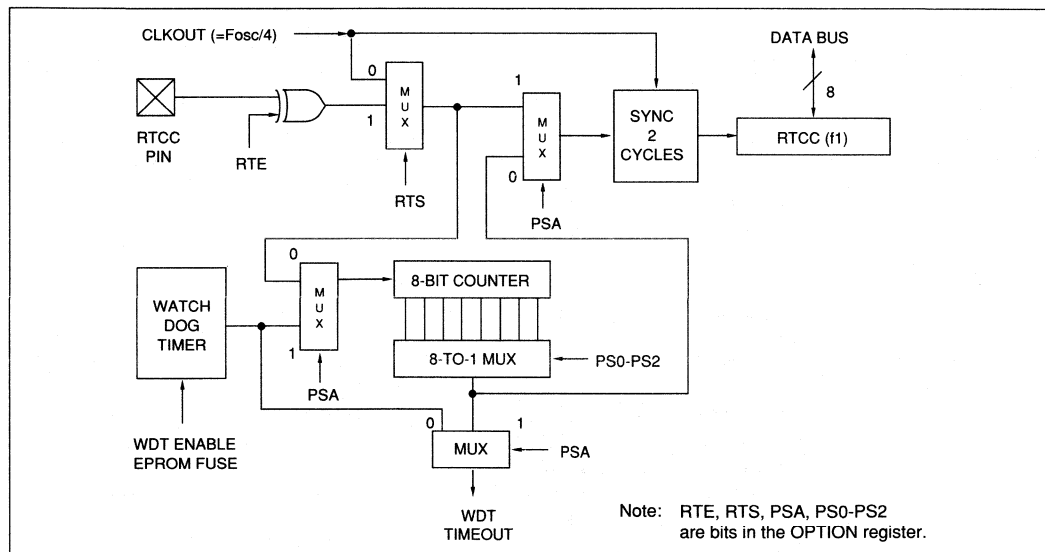 CLKOUT (=Fosc/4)
DATA BUS
8
RTCC
PIN
RTE
0
1
MUX
RTS
1
0
MUX
PSA
SYNC
2
CYCLES
RTCC (f1)
WATCH
DOG
TIMER
WDT ENABLE
EPROM FUSE
0
1
MUX
PSA
8-BIT COUNTER
8-TO-1 MUX
PS0-PS2
0
1
MUX
PSA
WDT
TIMEOUT
Note: RTE, RTS, PSA, PS0-PS2
are bits in the OPTION register.